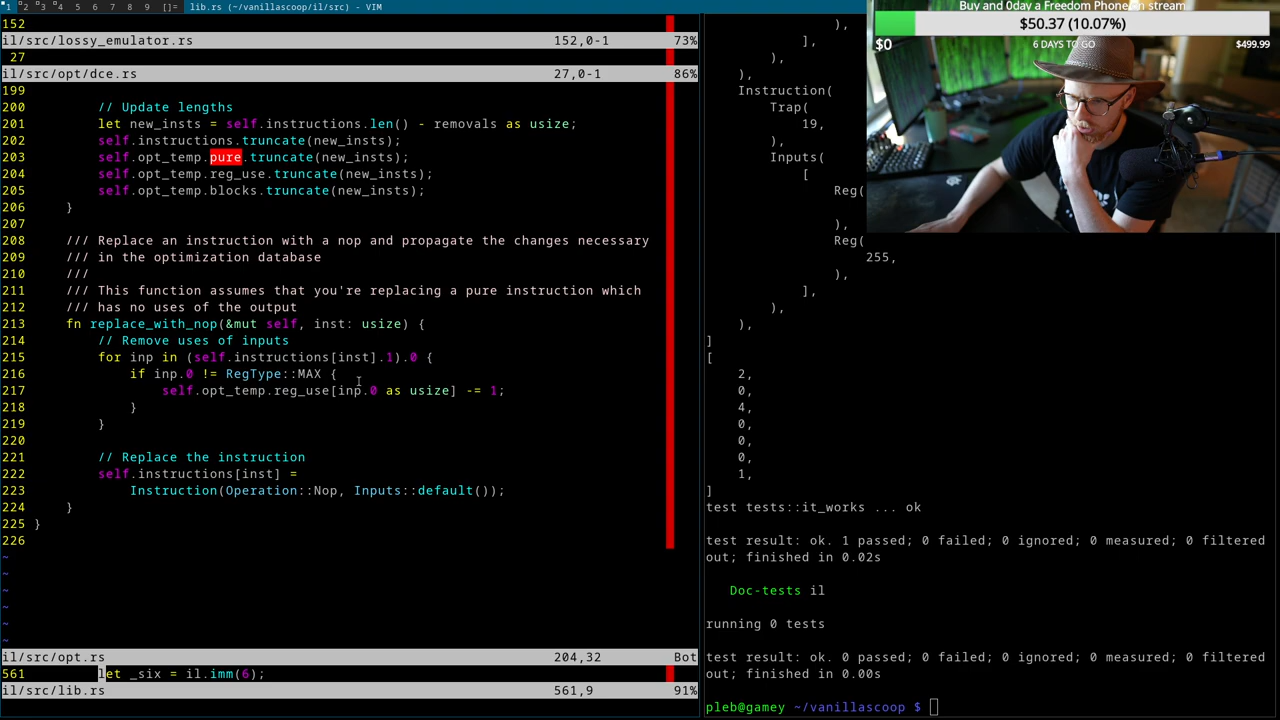 1 2 3 4 5 6 7 8 9 []= lib.rs (~/vanillascoop/il/src) - VIM
152
il/src/lossy_emulator.rs 152,0-1 73%
27
il/src/opt/dce.rs 27,0-1 86%
199
200 // Update lengths
201 let new_insts = self.instructions.len() - removals as usize;
202 self.instructions.truncate(new_insts);
203 self.opt_temp.pure.truncate(new_insts);
204 self.opt_temp.reg_use.truncate(new_insts);
205 self.opt_temp.blocks.truncate(new_insts);
206 }
207
208 /// Replace an instruction with a nop and propagate the changes necessary
209 /// in the optimization database
210 ///
211 /// This function assumes that you're replacing a pure instruction which
212 /// has no uses of the output
213 fn replace_with_nop(&mut self, inst: usize) {
214 // Remove uses of inputs
215 for inp in (self.instructions[inst].1).0 {
216 if inp.0 != RegType::MAX {
217 self.opt_temp.reg_use[inp.0 as usize] -= 1;
218 }
219 }
220
221 // Replace the instruction
222 self.instructions[inst] =
223 Instruction(Operation::Nop, Inputs::default());
224 }
225 }
226
~
~
~
~
~
~
il/src/opt.rs 204,32 Bot
561 let _six = il.imm(6);
il/src/lib.rs 561,9 91%
),
],
),
),
Instruction(
Trap(
19,
),
Inputs(
[
Reg(
),
Reg(
255,
),
],
),
),
]
[
2,
0,
4,
0,
0,
0,
1,
]
test tests::it_works ... ok
test result: ok. 1 passed; 0 failed; 0 ignored; 0 measured; 0 filtered
out; finished in 0.02s
Doc-tests il
running 0 tests
test result: ok. 0 passed; 0 failed; 0 ignored; 0 measured; 0 filtered
out; finished in 0.00s
pleb@gamey ~/vanillascoop $
Buy and 0day a Freedom Phone on stream
$50.37 (10.07%)
$0 6 DAYS TO GO $499.99